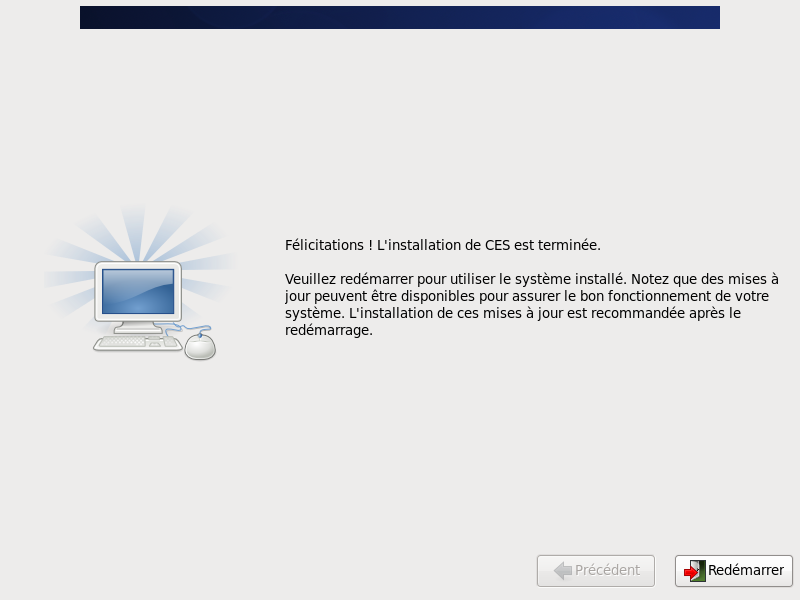 Félicitations ! L'installation de CES est terminée.
Veuillez redémarrer pour utiliser le système installé. Notez que des mises à
jour peuvent être disponibles pour assurer le bon fonctionnement de votre
système. L'installation de ces mises à jour est recommandée après le
redémarrage.
Précédent
Redémarrer